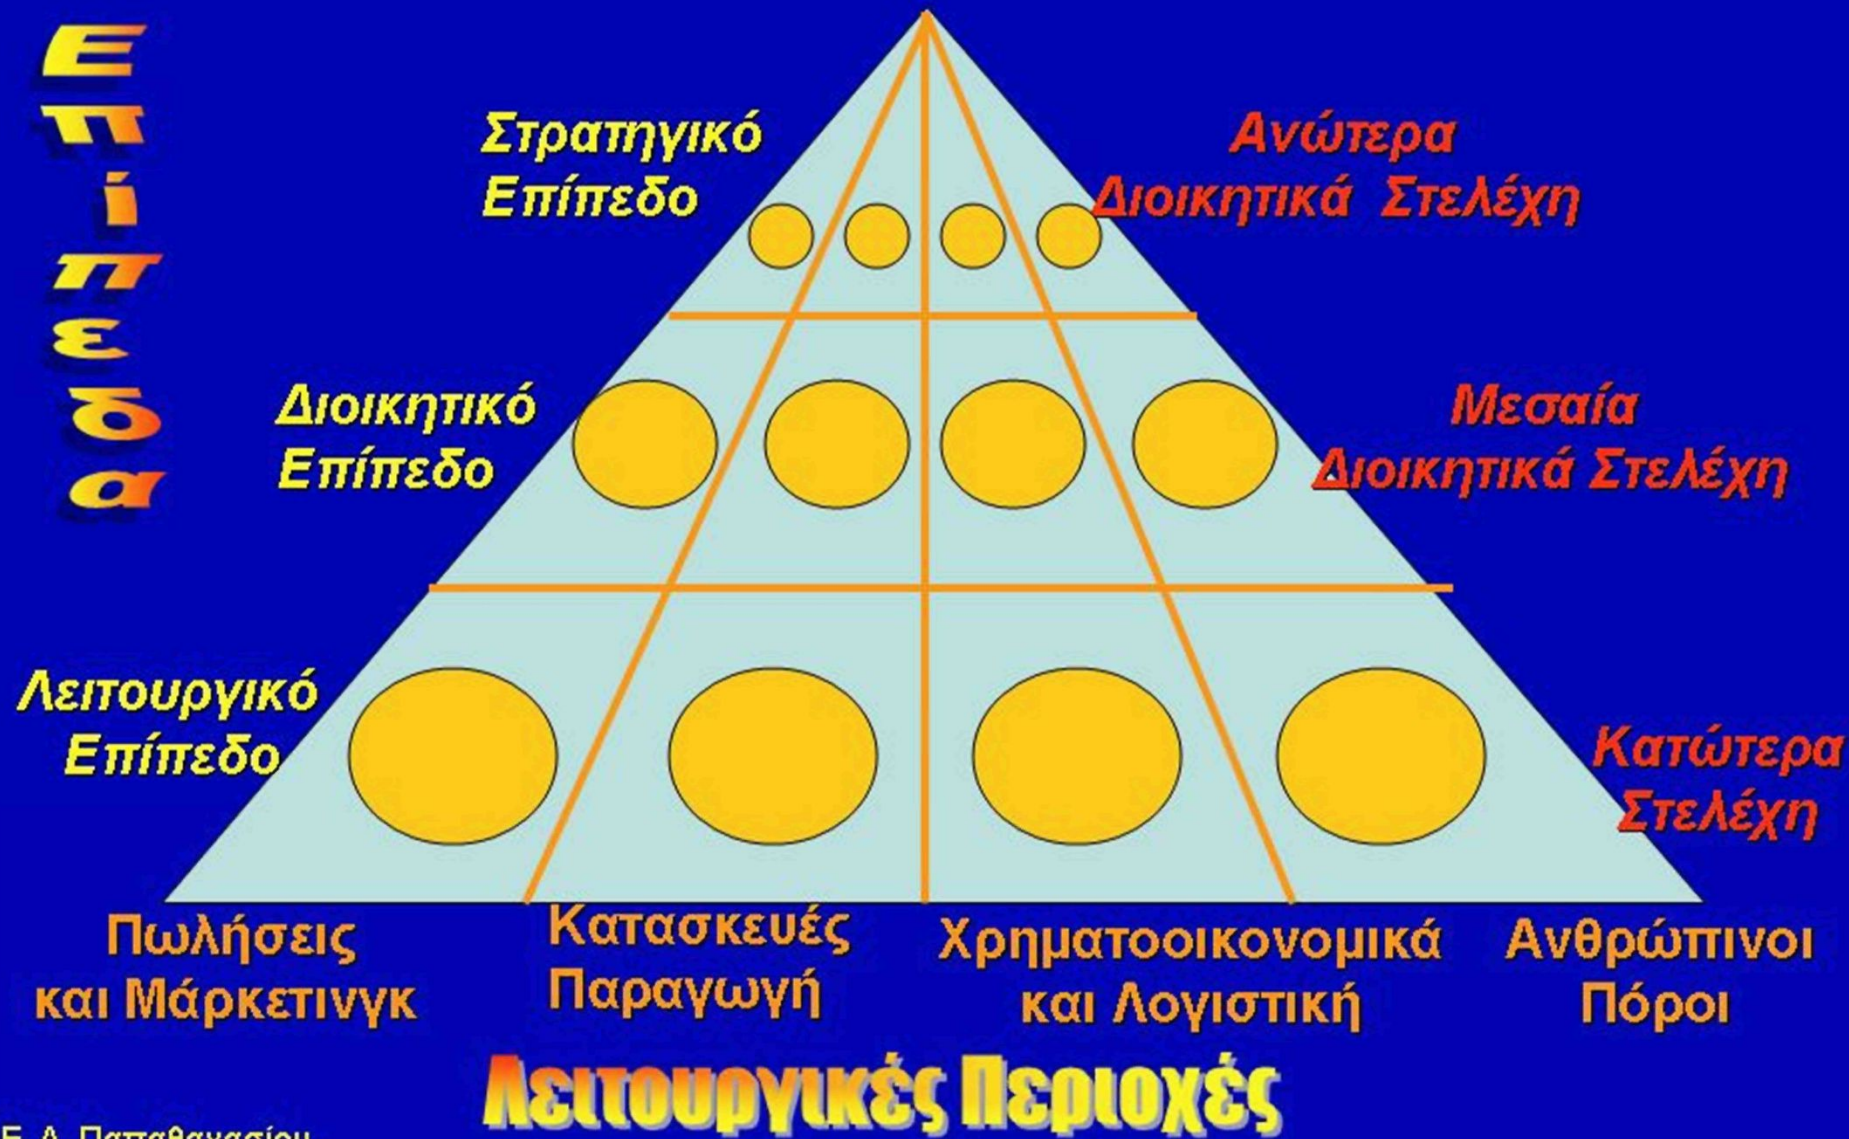 Επίπεδα
Στρατηγικό
Επίπεδο
Ανώτερα
Διοικητικά Στελέχη
Διοικητικό
Επίπεδο
Μεσαία
Διοικητικά Στελέχη
Λειτουργικό
Επίπεδο
Κατώτερα
Στελέχη
Πωλήσεις
και Μάρκετινγκ
Κατασκευές
Παραγωγή
Χρηματοοικονομικά
και Λογιστική
Ανθρώπινοι
Πόροι
Λειτουργικές Περιοχές
Ε. Α. Παπαθανασίου